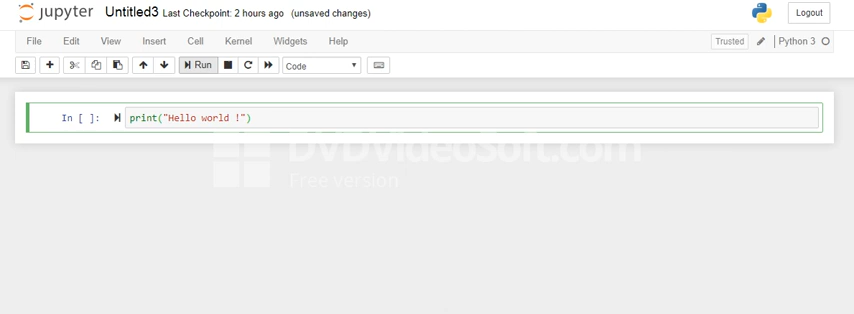 jupyter Untitled3 Last Checkpoint: 2 hours ago (unsaved changes) Logout
File Edit View Insert Cell Kernel Widgets Help Trusted Python 3
Run Code
In [ ]: print("Hello world !")
DVDVideoSoft.com
Free version